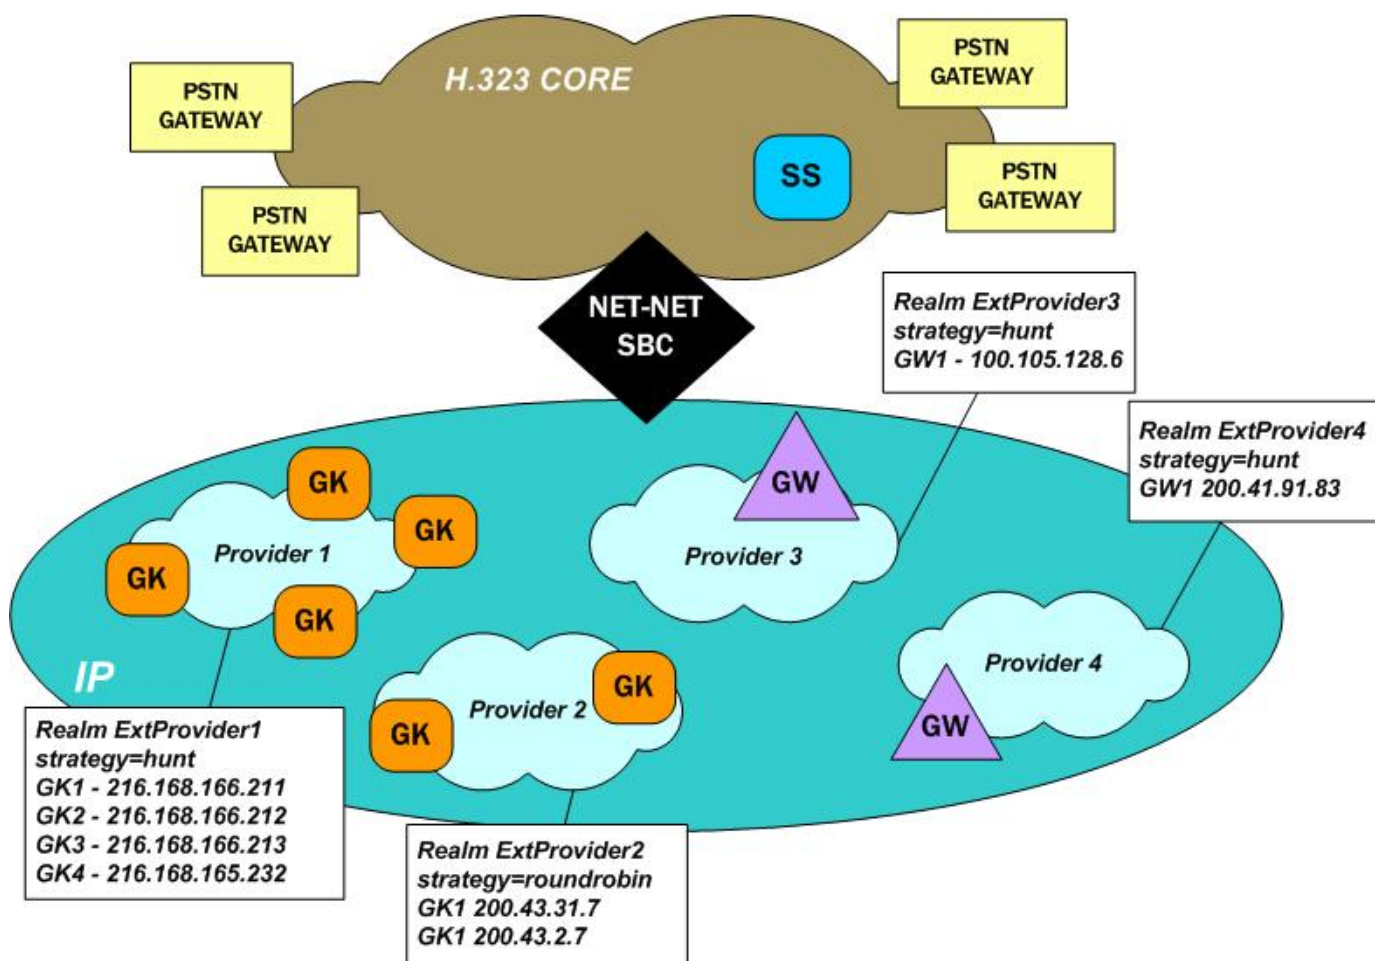 H.323 CORE
PSTN
GATEWAY
PSTN
GATEWAY
PSTN
GATEWAY
PSTN
GATEWAY
SS
NET-NET
SBC
Realm ExtProvider3
strategy=hunt
GW1 - 100.105.128.6
Realm ExtProvider4
strategy=hunt
GW1 200.41.91.83
GK
GK
GK
GK
Provider 1
GW
Provider 3
GK
GK
Provider 2
Provider 4
GW
IP
Realm ExtProvider1
strategy=hunt
GK1 - 216.168.166.211
GK2 - 216.168.166.212
GK3 - 216.168.166.213
GK4 - 216.168.165.232
Realm ExtProvider2
strategy=roundrobin
GK1 200.43.31.7
GK1 200.43.2.7